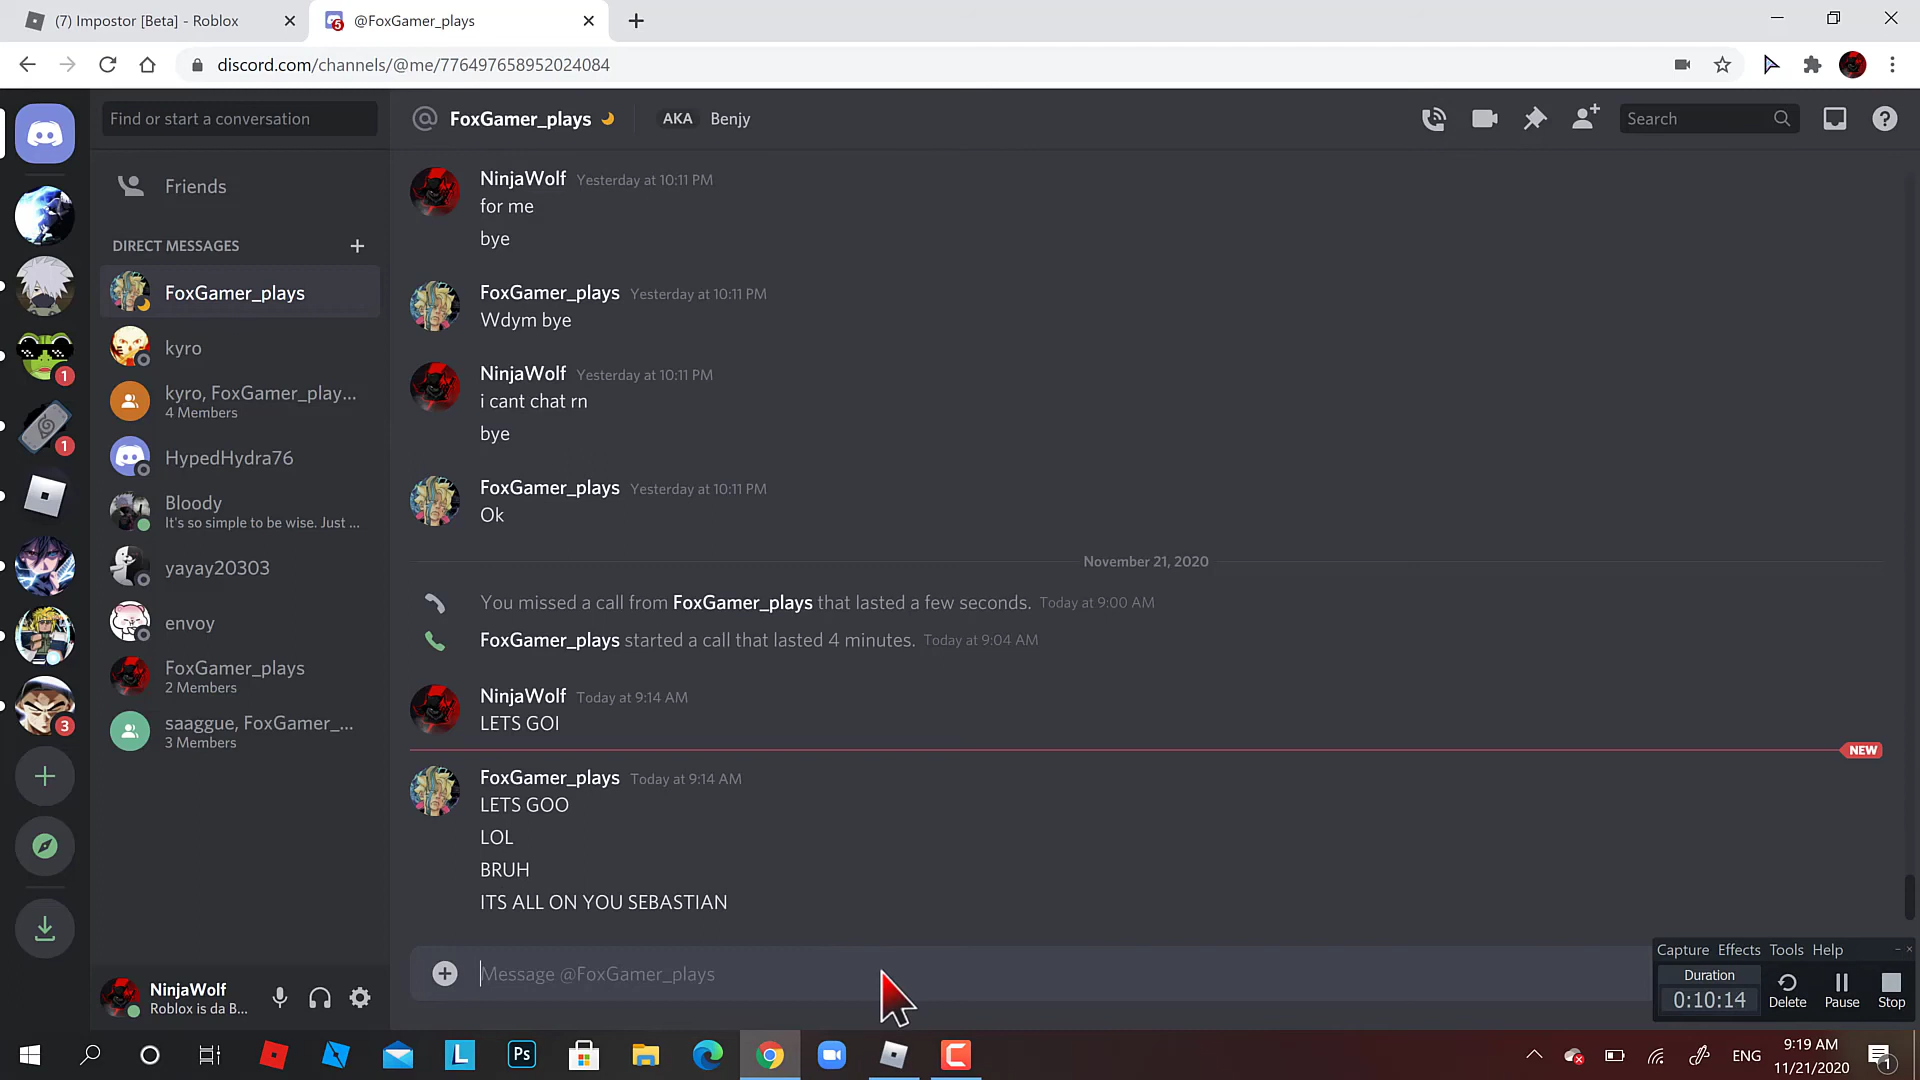 (7) Impostor [Beta] - Roblox
5
@FoxGamer_plays
discord.com/channels/@me/776497658952024084
Find or start a conversation
FoxGamer_plays
AKA Benjy
Search
Friends
DIRECT MESSAGES
FoxGamer_plays
kyro
kyro, FoxGamer_play...
4 Members
HypedHydra76
Bloody
It's so simple to be wise. Just ...
yayay20303
envoy
FoxGamer_plays
2 Members
saaggue, FoxGamer_...
3 Members
1
1
3
NinjaWolf Yesterday at 10:11 PM
for me
bye
FoxGamer_plays Yesterday at 10:11 PM
Wdym bye
NinjaWolf Yesterday at 10:11 PM
i cant chat rn
bye
FoxGamer_plays Yesterday at 10:11 PM
Ok
November 21, 2020
You missed a call from FoxGamer_plays that lasted a few seconds. Today at 9:00 AM
FoxGamer_plays started a call that lasted 4 minutes. Today at 9:04 AM
NinjaWolf Today at 9:14 AM
LETS GOI
NEW
FoxGamer_plays Today at 9:14 AM
LETS GOO
LOL
BRUH
ITS ALL ON YOU SEBASTIAN
Message @FoxGamer_plays
NinjaWolf
Roblox is da B...
Capture Effects Tools Help
Duration
0:10:14
Delete
Pause
Stop
L
Ps
ENG
9:19 AM
11/21/2020
1